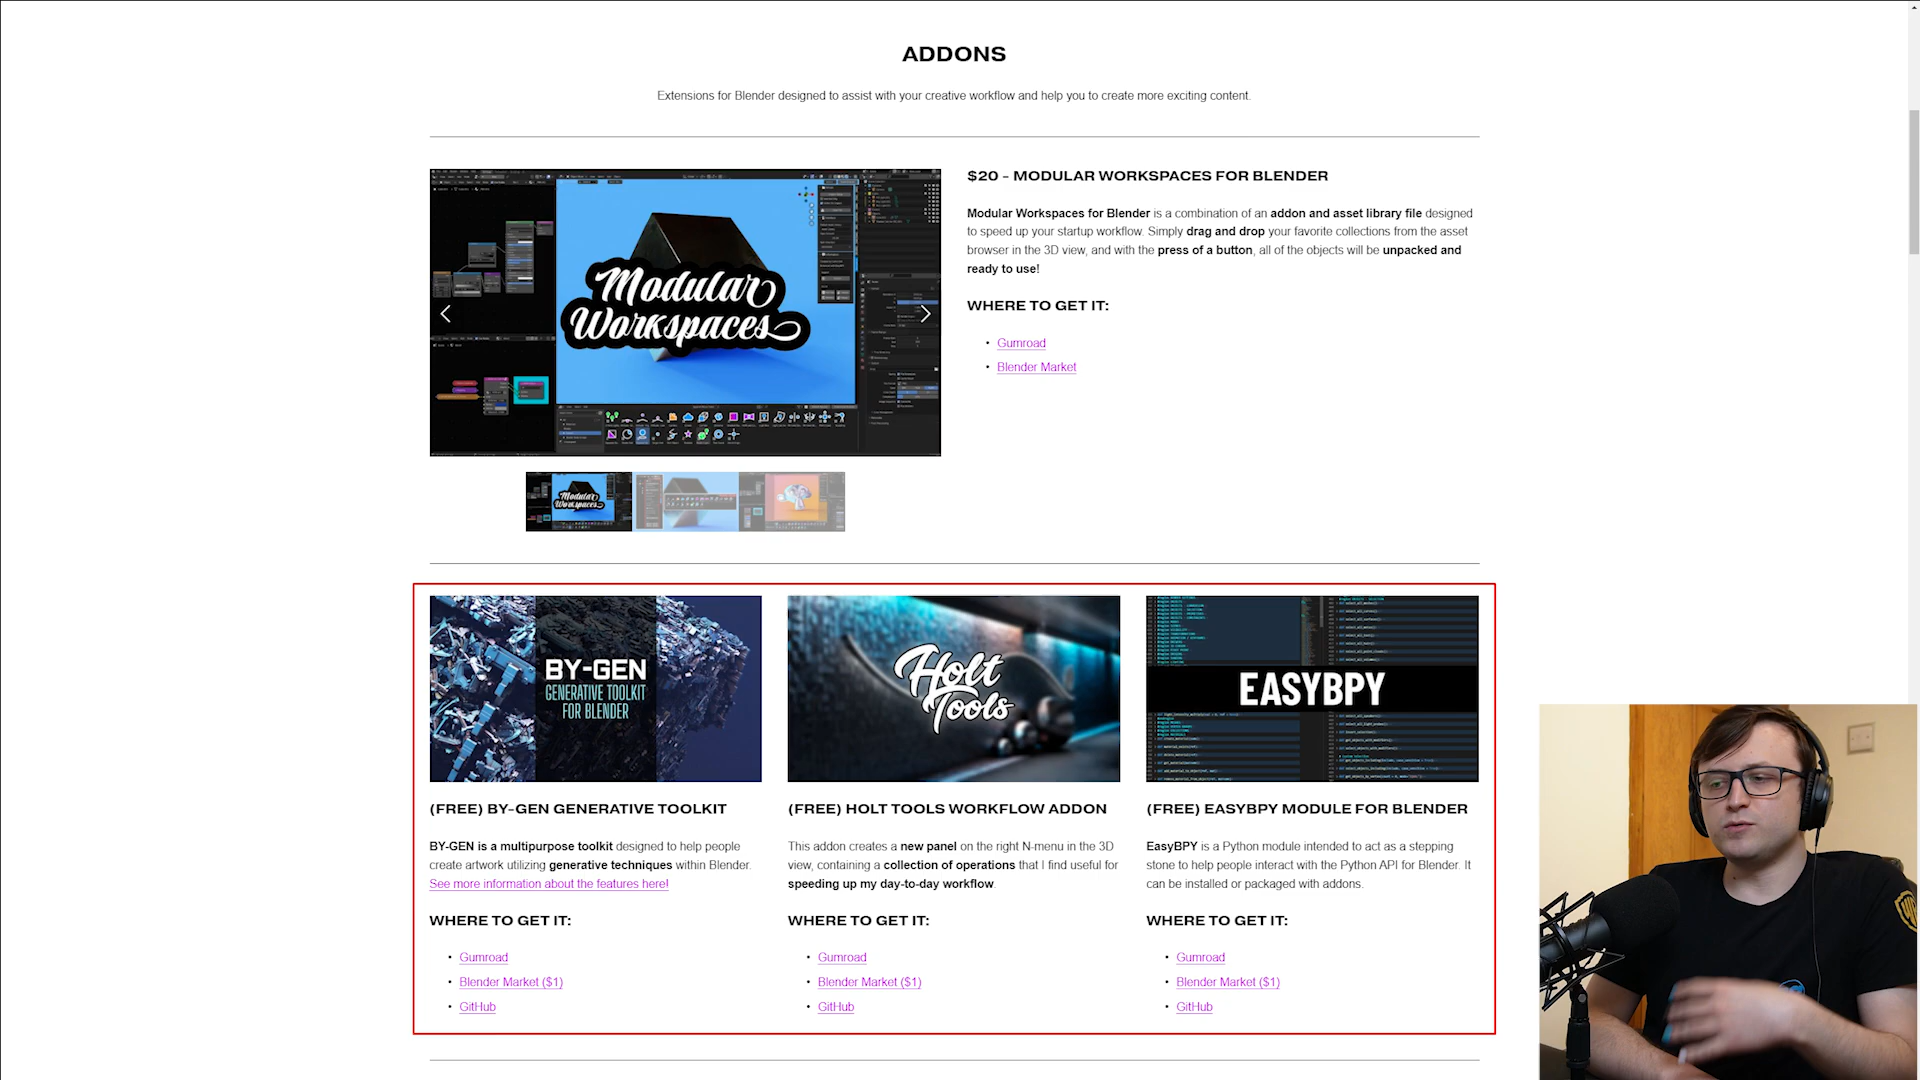 ADDONS
Extensions for Blender designed to assist with your creative workflow and help you to create more exciting content.
Modular
Workspaces
$20 - MODULAR WORKSPACES FOR BLENDER
Modular Workspaces for Blender is a combination of an addon and asset library file designed
to speed up your startup workflow. Simply drag and drop your favorite collections from the asset
browser in the 3D view, and with the press of a button, all of the objects will be unpacked and
ready to use!
WHERE TO GET IT:
• Gumroad
• Blender Market
Modular
Workspaces
BY-GEN
GENERATIVE TOOLKIT
FOR BLENDER
(FREE) BY-GEN GENERATIVE TOOLKIT
BY-GEN is a multipurpose toolkit designed to help people
create artwork utilizing generative techniques within Blender.
See more information about the features here!
WHERE TO GET IT:
• Gumroad
• Blender Market ($1)
• GitHub
Holt
Tools
(FREE) HOLT TOOLS WORKFLOW ADDON
This addon creates a new panel on the right N-menu in the 3D
view, containing a collection of operations that I find useful for
speeding up my day-to-day workflow.
WHERE TO GET IT:
• Gumroad
• Blender Market ($1)
• GitHub
EASYBPY
(FREE) EASYBPY MODULE FOR BLENDER
EasyBPY is a Python module intended to act as a stepping
stone to help people interact with the Python API for Blender. It
can be installed or packaged with addons.
WHERE TO GET IT:
• Gumroad
• Blender Market ($1)
• GitHub